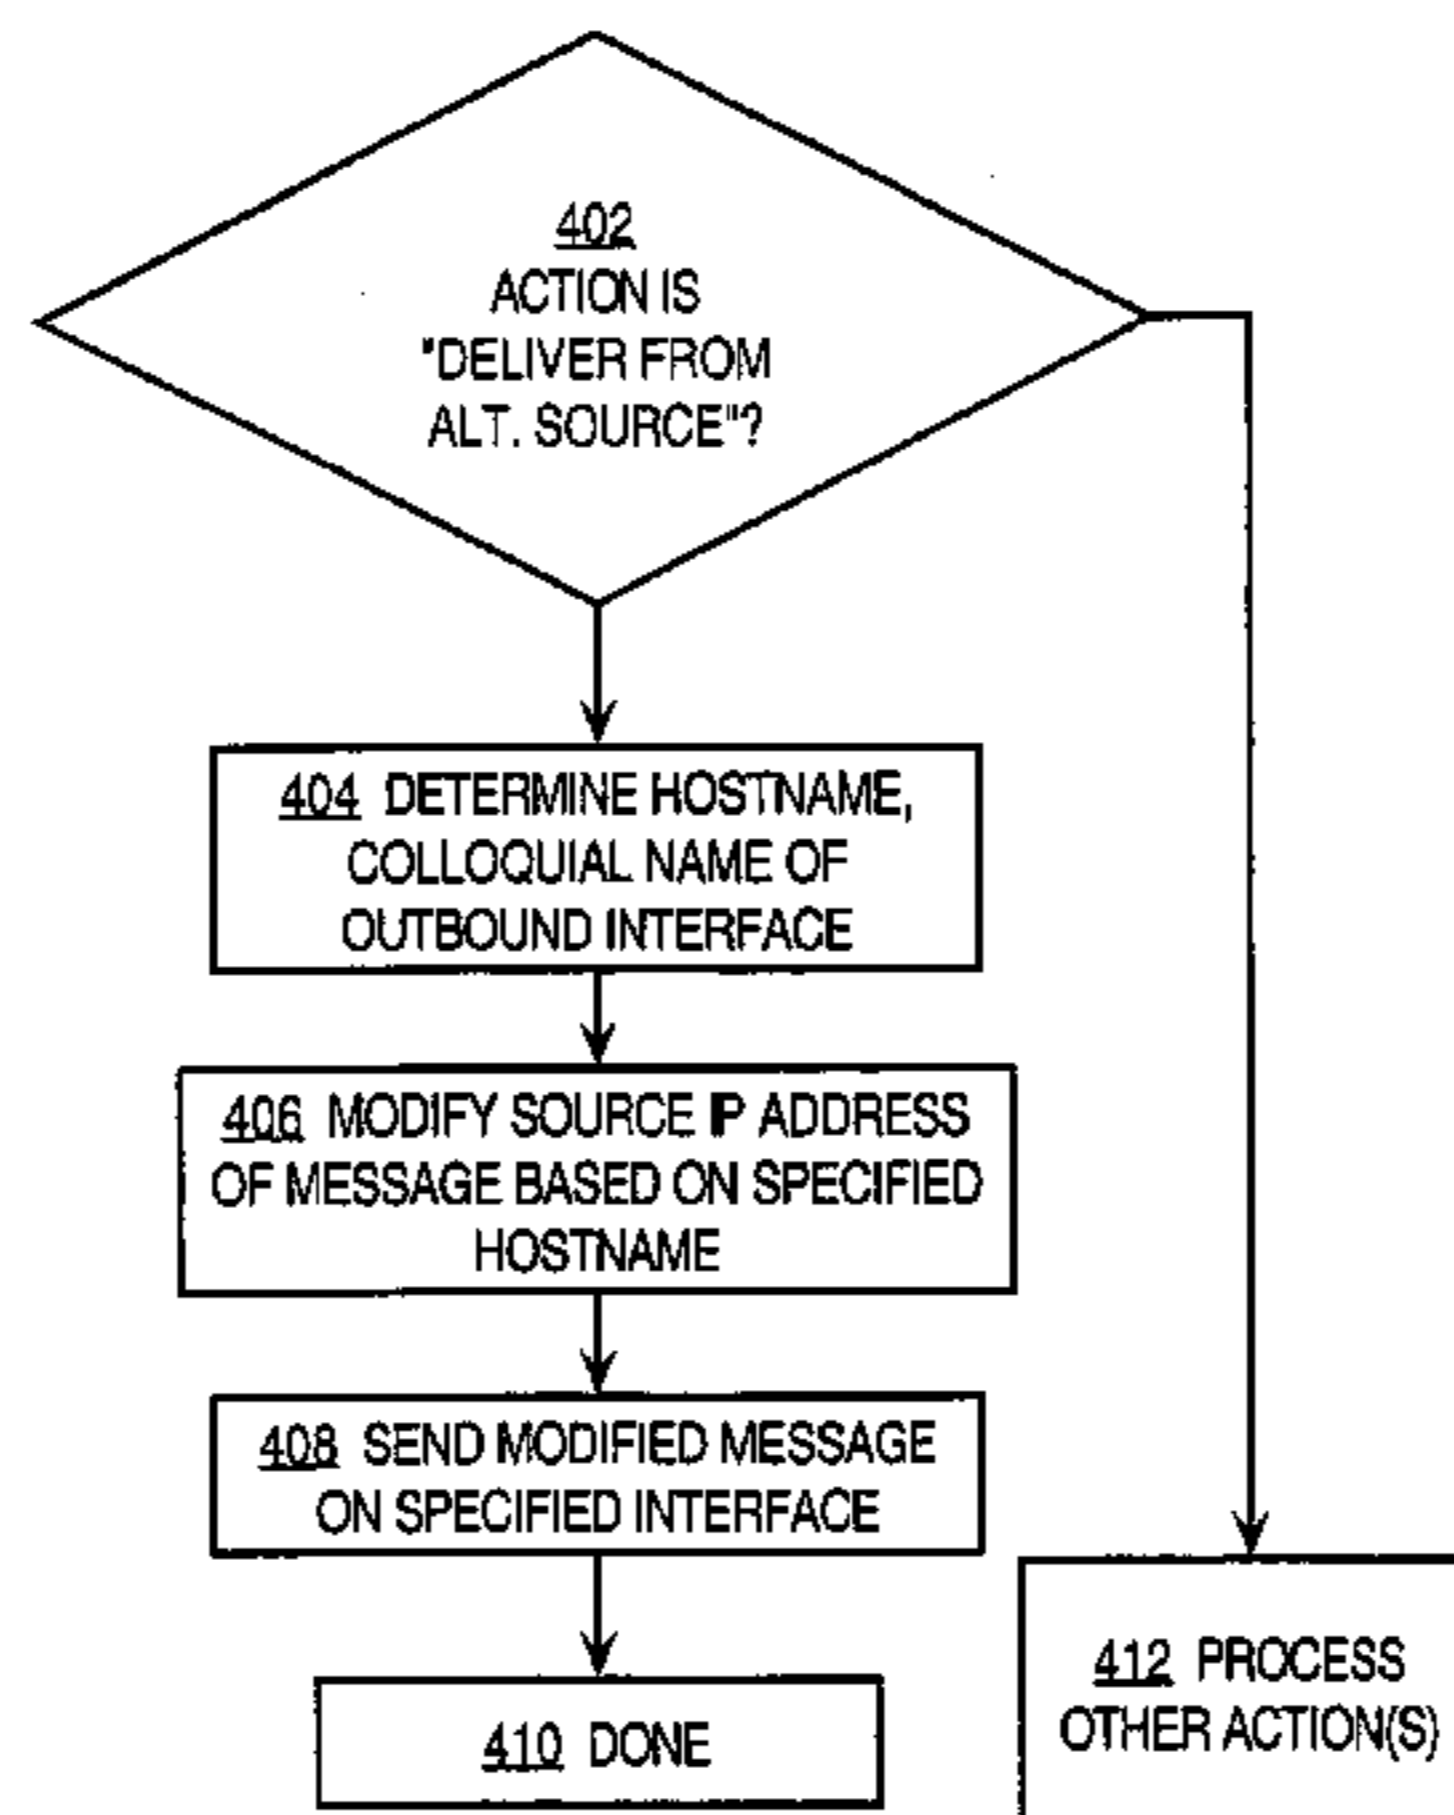 402
ACTION IS
"DELIVER FROM
ALT. SOURCE"?
404 DETERMINE HOSTNAME,
COLLOQUIAL NAME OF
OUTBOUND INTERFACE
406 MODIFY SOURCE IP ADDRESS
OF MESSAGE BASED ON SPECIFIED
HOSTNAME
408 SEND MODIFIED MESSAGE
ON SPECIFIED INTERFACE
410 DONE
412 PROCESS
OTHER ACTION(S)